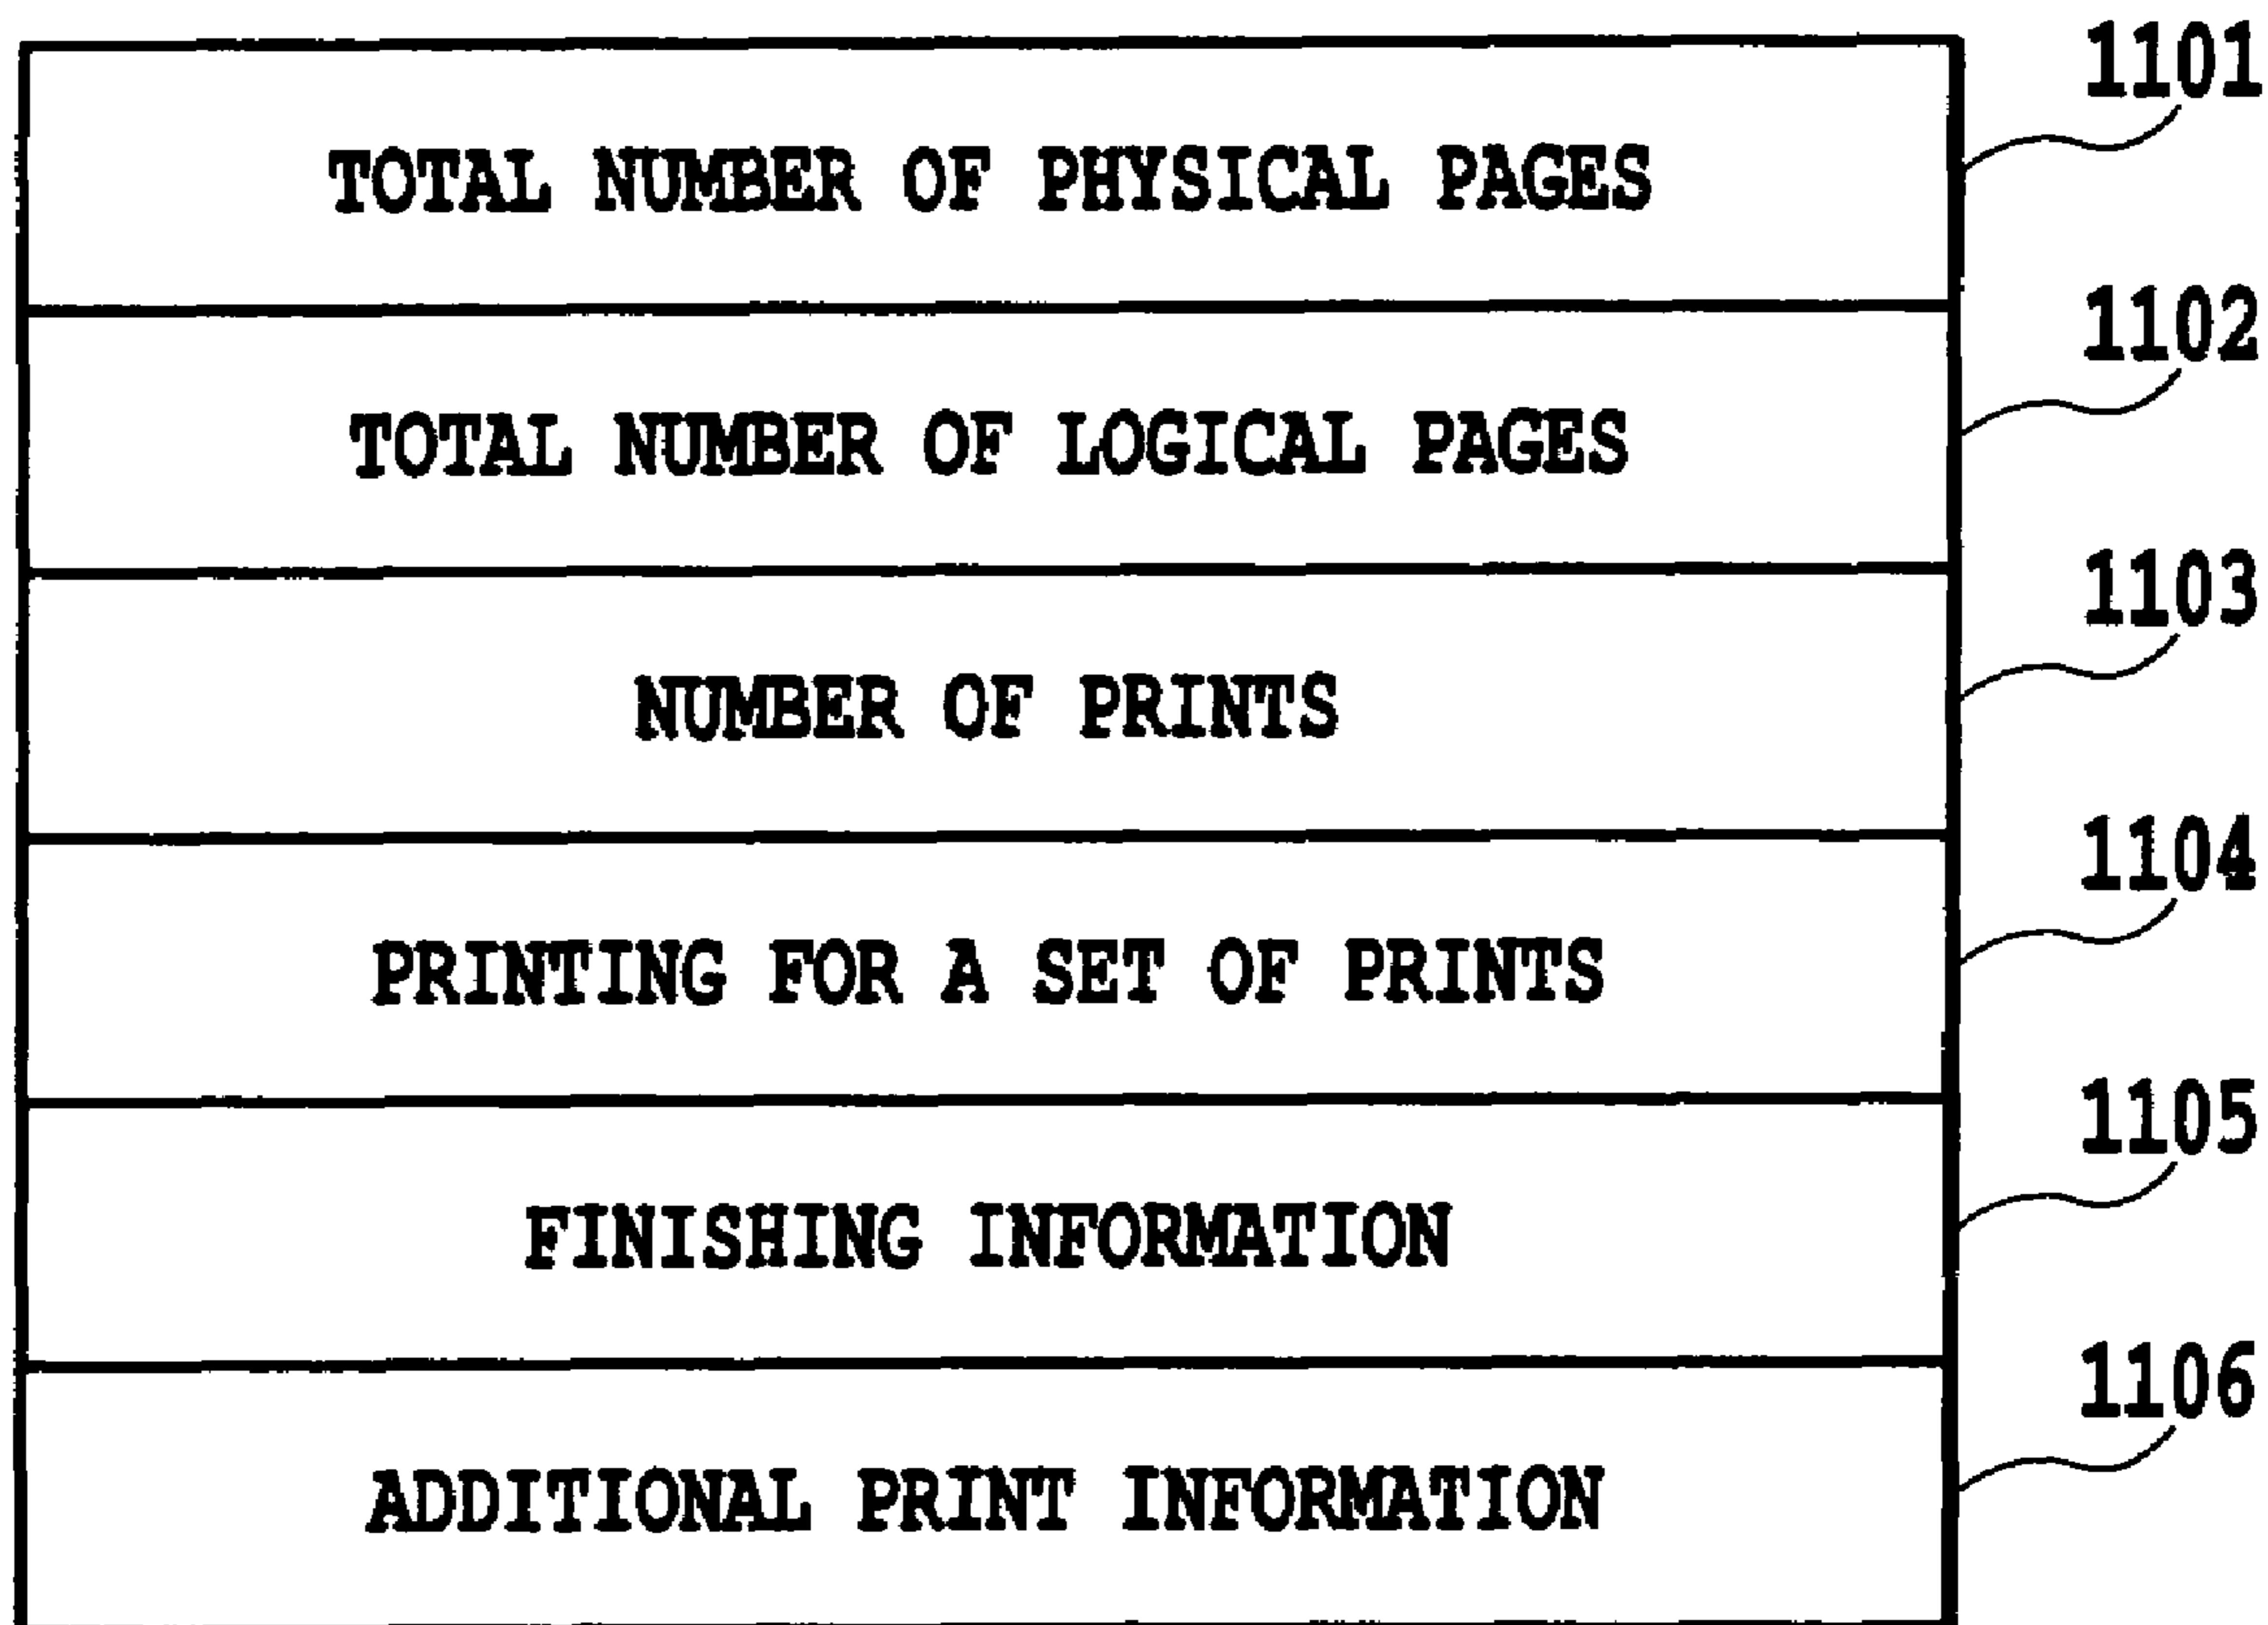 1101
TOTAL NUMBER OF PHYSICAL PAGES
1102
TOTAL NUMBER OF LOGICAL PAGES
1103
NUMBER OF PRINTS
1104
PRINTING FOR A SET OF PRINTS
1105
FINISHING INFORMATION
1106
ADDITIONAL PRINT INFORMATION